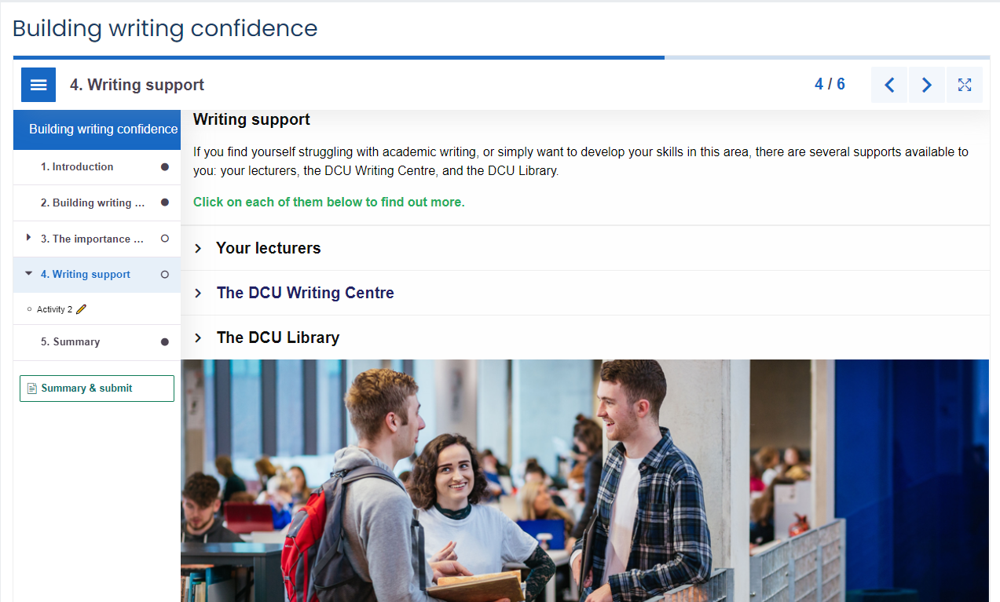 Building writing confidence
4. Writing support
4 / 6
Building writing confidence
1. Introduction
2. Building writing ...
3. The importance ...
4. Writing support
Activity 2
5. Summary
Summary & submit
Writing support
If you find yourself struggling with academic writing, or simply want to develop your skills in this area, there are several supports available to
you: your lecturers, the DCU Writing Centre, and the DCU Library.
Click on each of them below to find out more.
Your lecturers
The DCU Writing Centre
The DCU Library